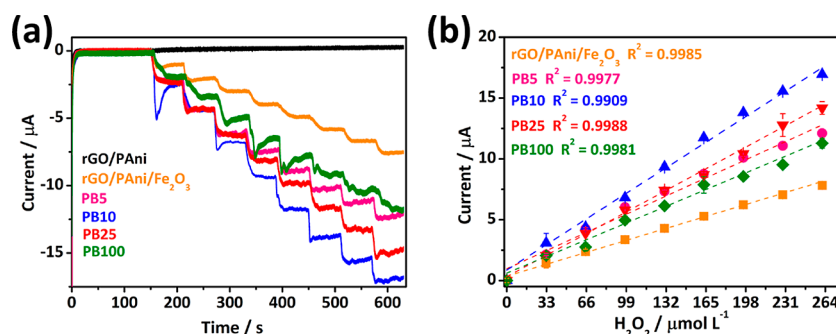 (a)
0
-5
-10
-15
Current / µA
rGO/PAni
rGO/PAni/Fe₂O₃
PB5
PB10
PB25
PB100
0 100 200 300 400 500 600
Time / s
(b)
20
15
10
5
0
Current / µA
rGO/PAni/Fe₂O₃ R² = 0.9985
PB5 R² = 0.9977
PB10 R² = 0.9909
PB25 R² = 0.9988
PB100 R² = 0.9981
0 33 66 99 132 165 198 231 264
H₂O₂ / µmol L⁻¹